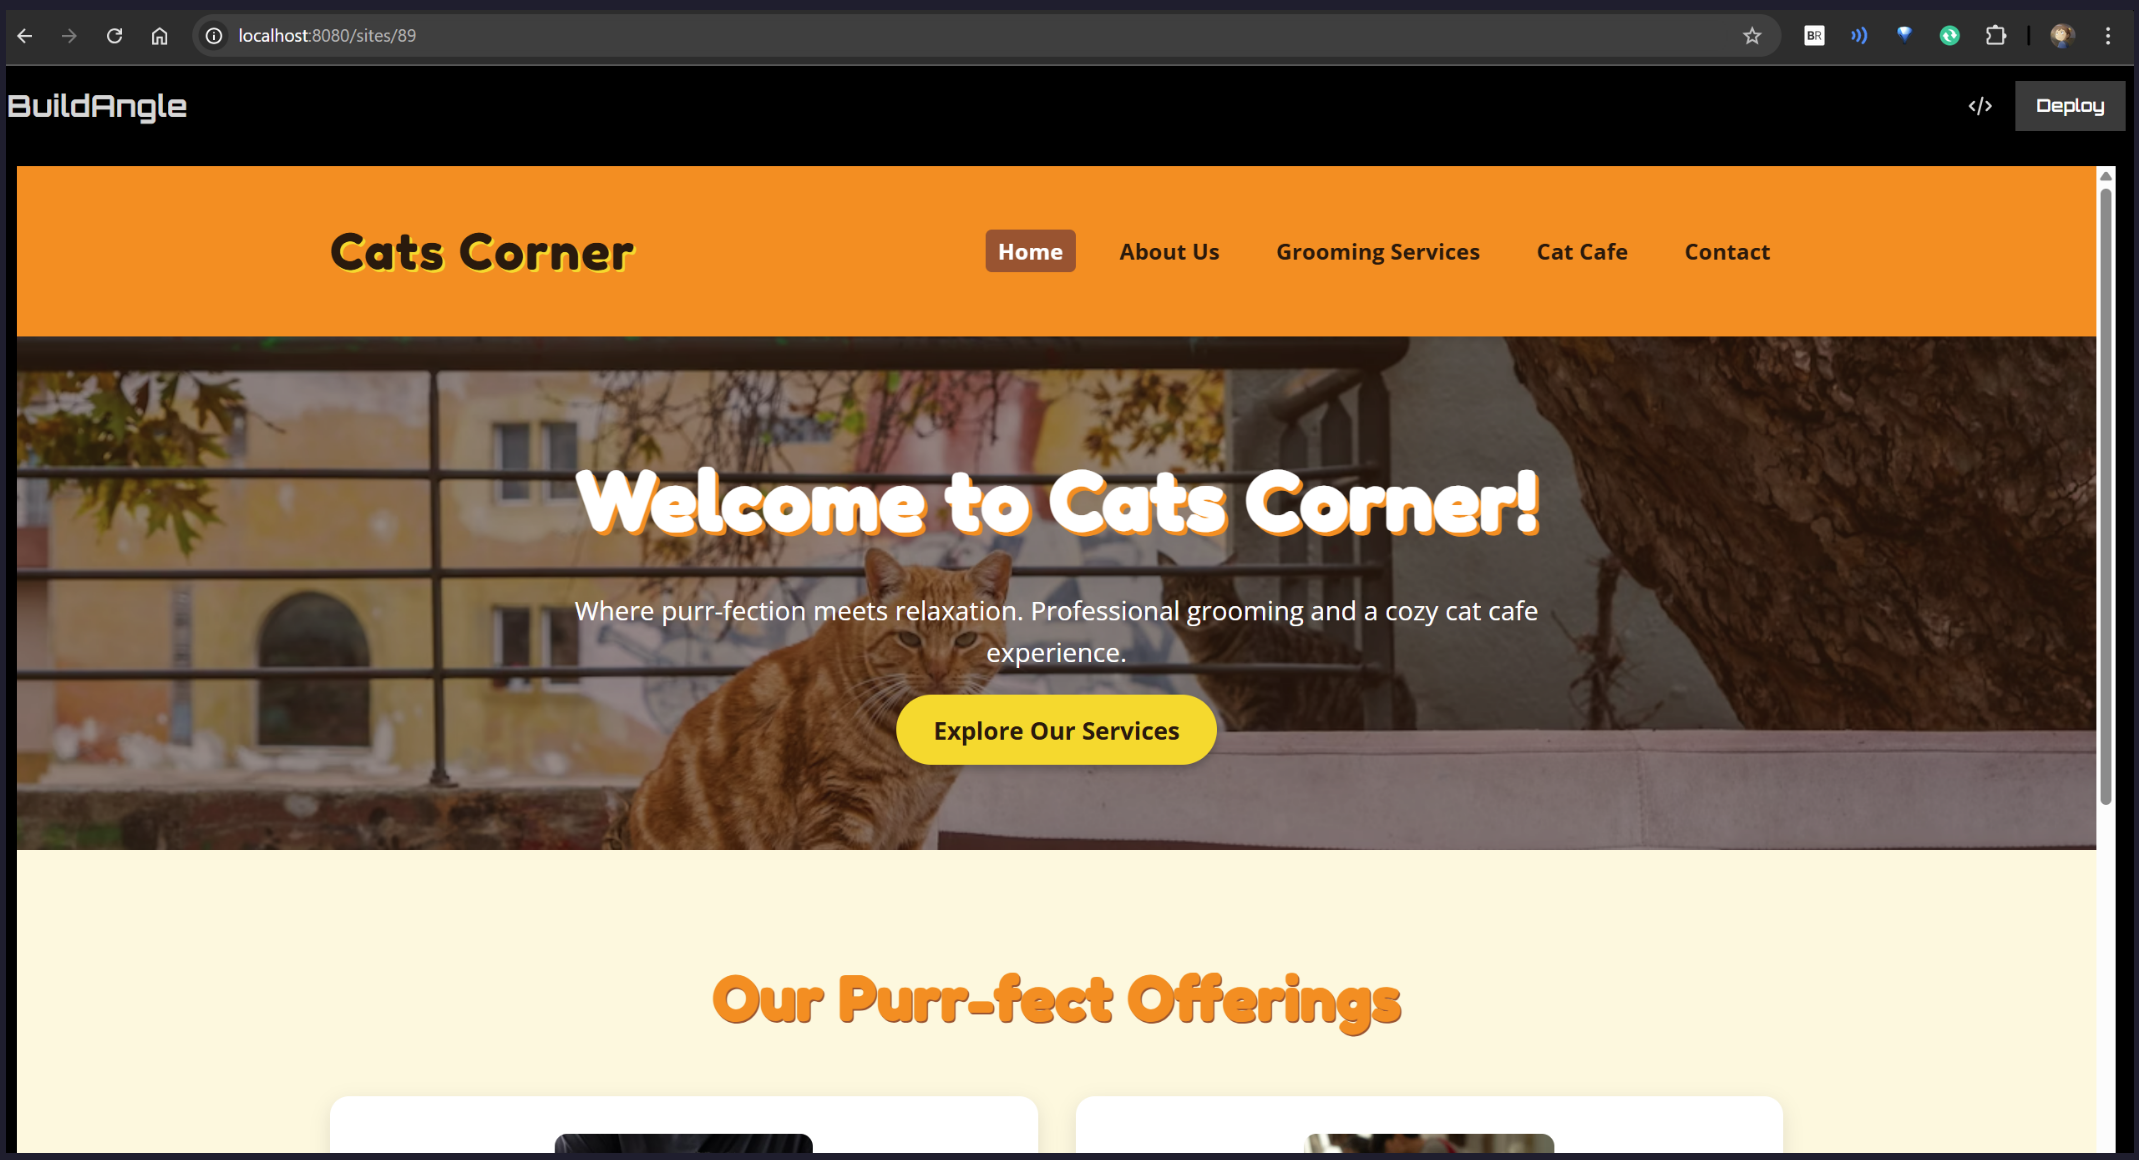 localhost:8080/sites/89
BR
BuildAngle
</>
Deploy
Cats Corner
Home
About Us
Grooming Services
Cat Cafe
Contact
Welcome to Cats Corner!
Where purr-fection meets relaxation. Professional grooming and a cozy cat cafe
experience.
Explore Our Services
Our Purr-fect Offerings